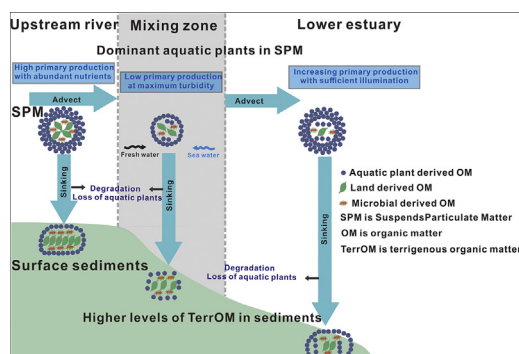 Upstream river
Mixing zone
Lower estuary
Dominant aquatic plants in SPM
High primary production
with abundant nutrients
Low primary production
at maximum turbidity
Increasing primary production
with sufficient illumination
SPM
Advect
Advect
Fresh water
Sea water
Sinking
Sinking
Sinking
Degradation
Loss of aquatic plants
Aquatic plant derived OM
Land derived OM
Microbial derived OM
SPM is SuspendsParticulate Matter
OM is organic matter
TerrOM is terrigenous organic matter
Surface sediments
Degradation
Loss of aquatic plants
Higher levels of TerrOM in sediments